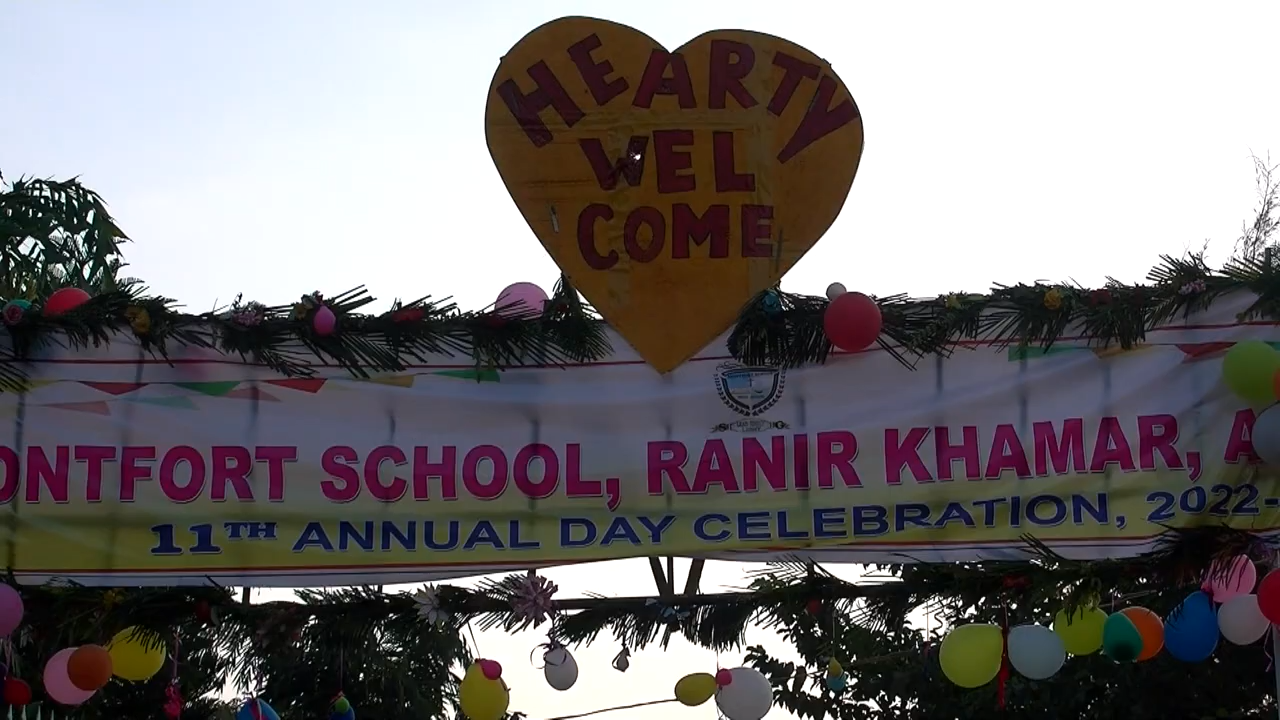 HEARTY
WEL
COME
ONTFORT SCHOOL, RANIR KHAMAR, A
11TH ANNUAL DAY CELEBRATION, 2022-